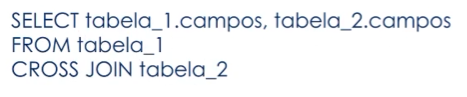 SELECT tabela_1.campos, tabela_2.campos
FROM tabela_1
CROSS JOIN tabela_2